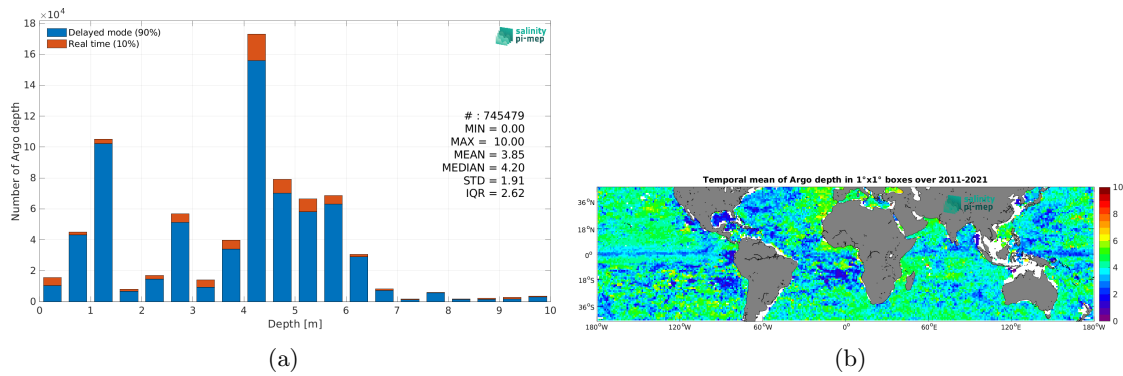 ×10⁴
18
16
14
12
10
8
6
4
2
0
Number of Argo depth
Delayed mode (90%)
Real time (10%)
salinity
pi-mep
# : 745479
MIN = 0.00
MAX = 10.00
MEAN = 3.85
MEDIAN = 4.20
STD = 1.91
IQR = 2.62
0 1 2 3 4 5 6 7 8 9 10
Depth [m]
(a)
Temporal mean of Argo depth in 1°x1° boxes over 2011-2021
salinity
pi-mep
36°N
18°N
0°
18°S
36°S
180°W 120°W 60°W 0° 60°E 120°E 180°W
10
8
6
4
2
0
(b)